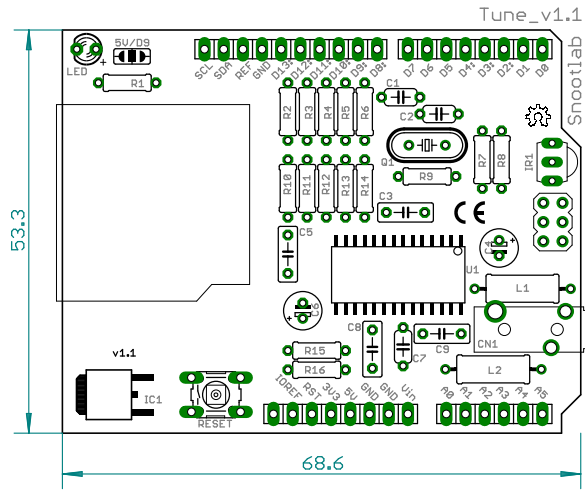 Tune_v1.1
Snootlab
5V/D9
LED
R1
SCL SDA REF GND D13: D12: D11: D10: D9: D8:
D7 D6 D5 D4: D3: D2: D1 D0
C1
C2
R2 R3 R4 R5 R6
Q1
R7 R8
IR1
R9
R10 R11 R12 R13 R14
C3
C5
C4
U1
L1
C6
C8
C7
C9
CN1
v1.1
R15
R16
L2
IC1
RESET
IOREF RST 3V3 5V GND GND Vin
A0 A1 A2 A3 A4 A5
53.3
68.6